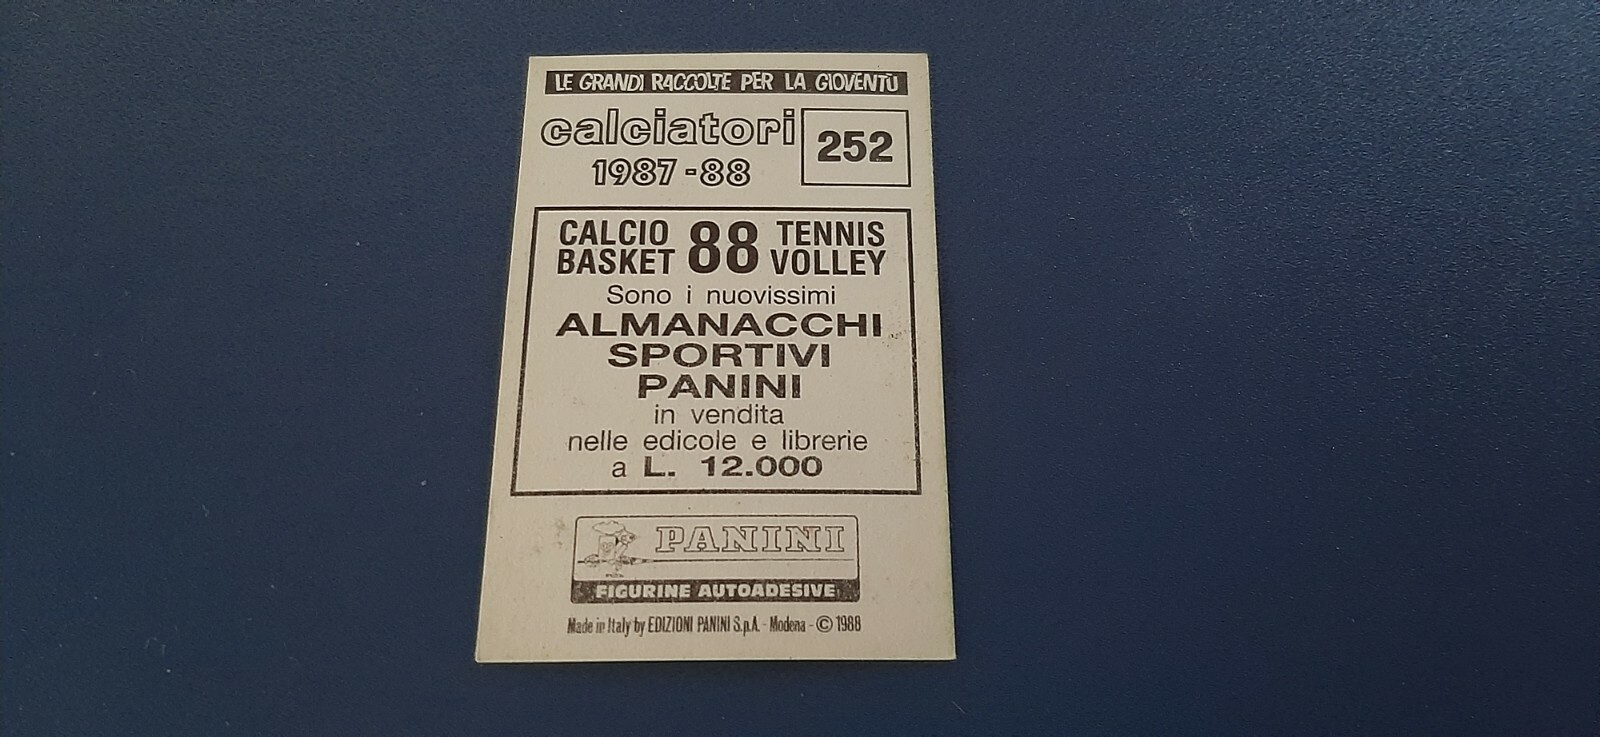 LE GRANDI RACCOLTE PER LA GIOVENTÙ
calciatori
1987-88
252
CALCIO 88 TENNIS
BASKET VOLLEY
Sono i nuovissimi
ALMANACCHI
SPORTIVI
PANINI
in vendita
nelle edicole e librerie
a L. 12.000
PANINI
FIGURINE AUTOADESIVE
Made in Italy by EDIZIONI PANINI S.p.A. - Modena - © 1988